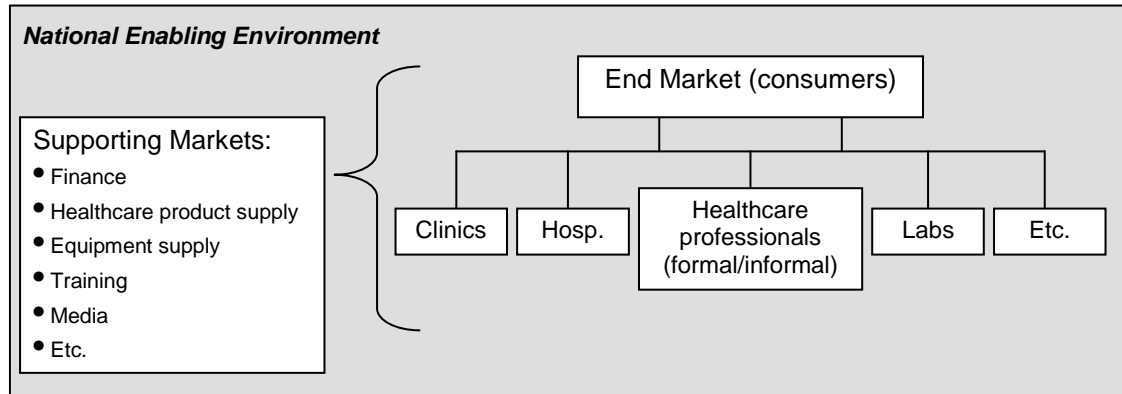 National Enabling Environment
End Market (consumers)
Supporting Markets:
• Finance
• Healthcare product supply
• Equipment supply
• Training
• Media
• Etc.
Clinics
Hosp.
Healthcare
professionals
(formal/informal)
Labs
Etc.